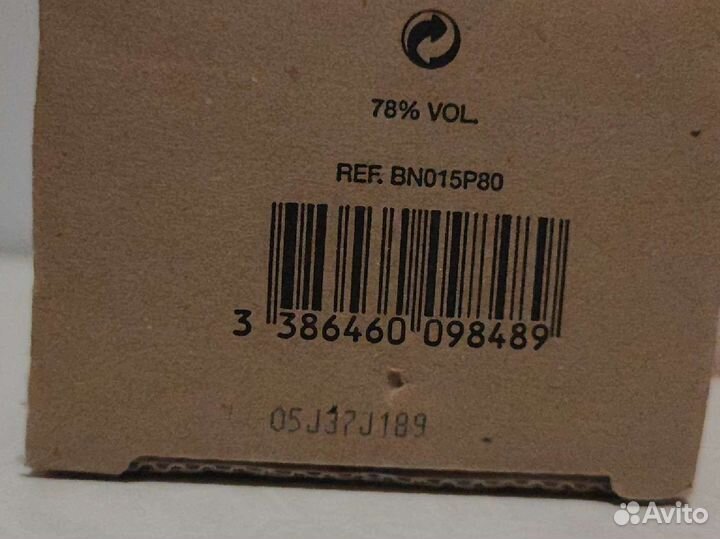 78% VOL.
REF. BN015P80
3 386460 098489
05J37J189
Avito